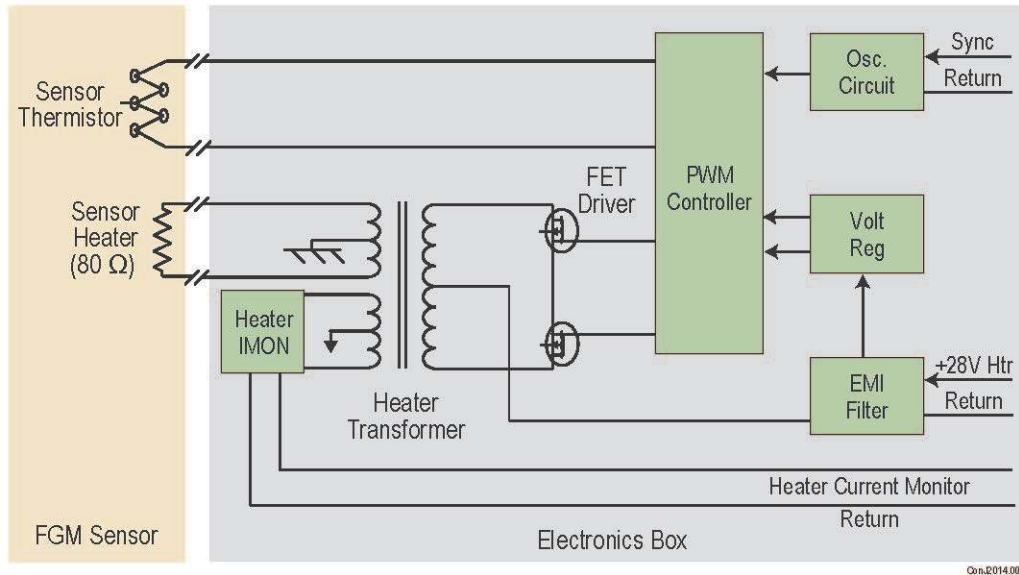 Sensor
Thermistor
Sensor
Heater
(80 Ω)
FGM Sensor
Heater
IMON
Heater
Transformer
FET
Driver
PWM
Controller
Osc.
Circuit
Sync
Return
Volt
Reg
EMI
Filter
+28V Htr
Return
Heater Current Monitor
Return
Electronics Box